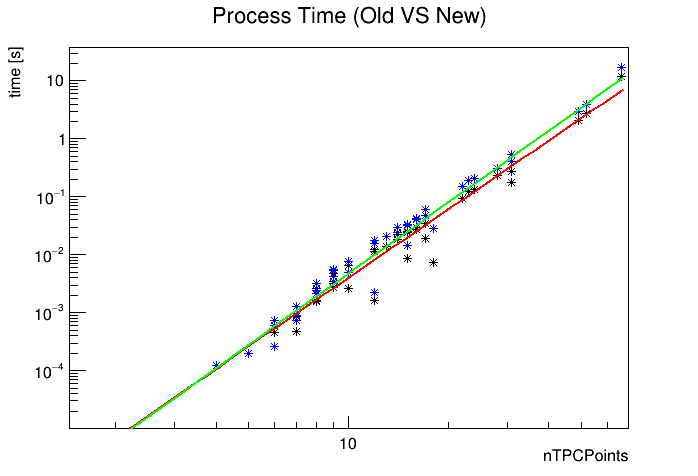 Process Time (Old VS New)
time [s]
10
1
10⁻¹
10⁻²
10⁻³
10⁻⁴
10
nTPCPoints